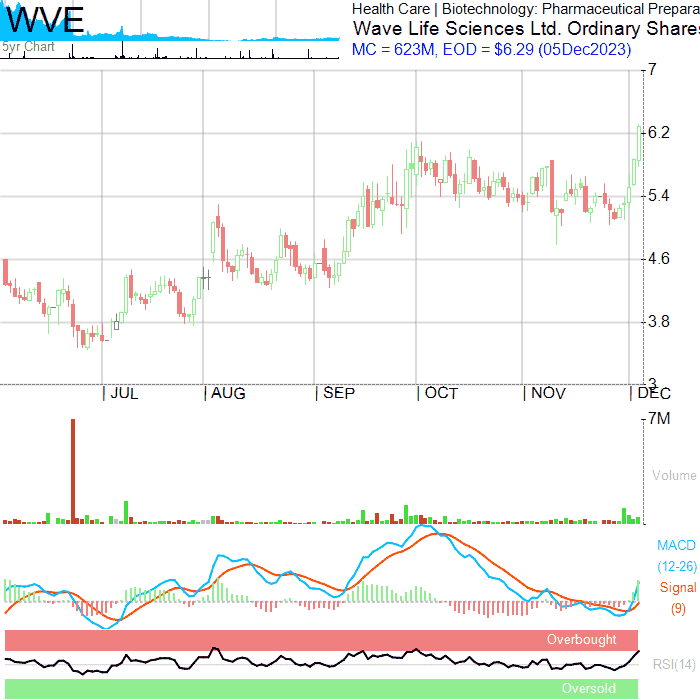 WVE
5yr Chart
Health Care | Biotechnology: Pharmaceutical Prepara
Wave Life Sciences Ltd. Ordinary Shares
MC = 623M, EOD = $6.29 (05Dec2023)
7
6.2
5.4
4.6
3.8
3
| JUL | AUG | SEP | OCT | NOV | DEC
7M
Volume
MACD
(12-26)
Signal
(9)
Overbought
RSI(14)
Oversold